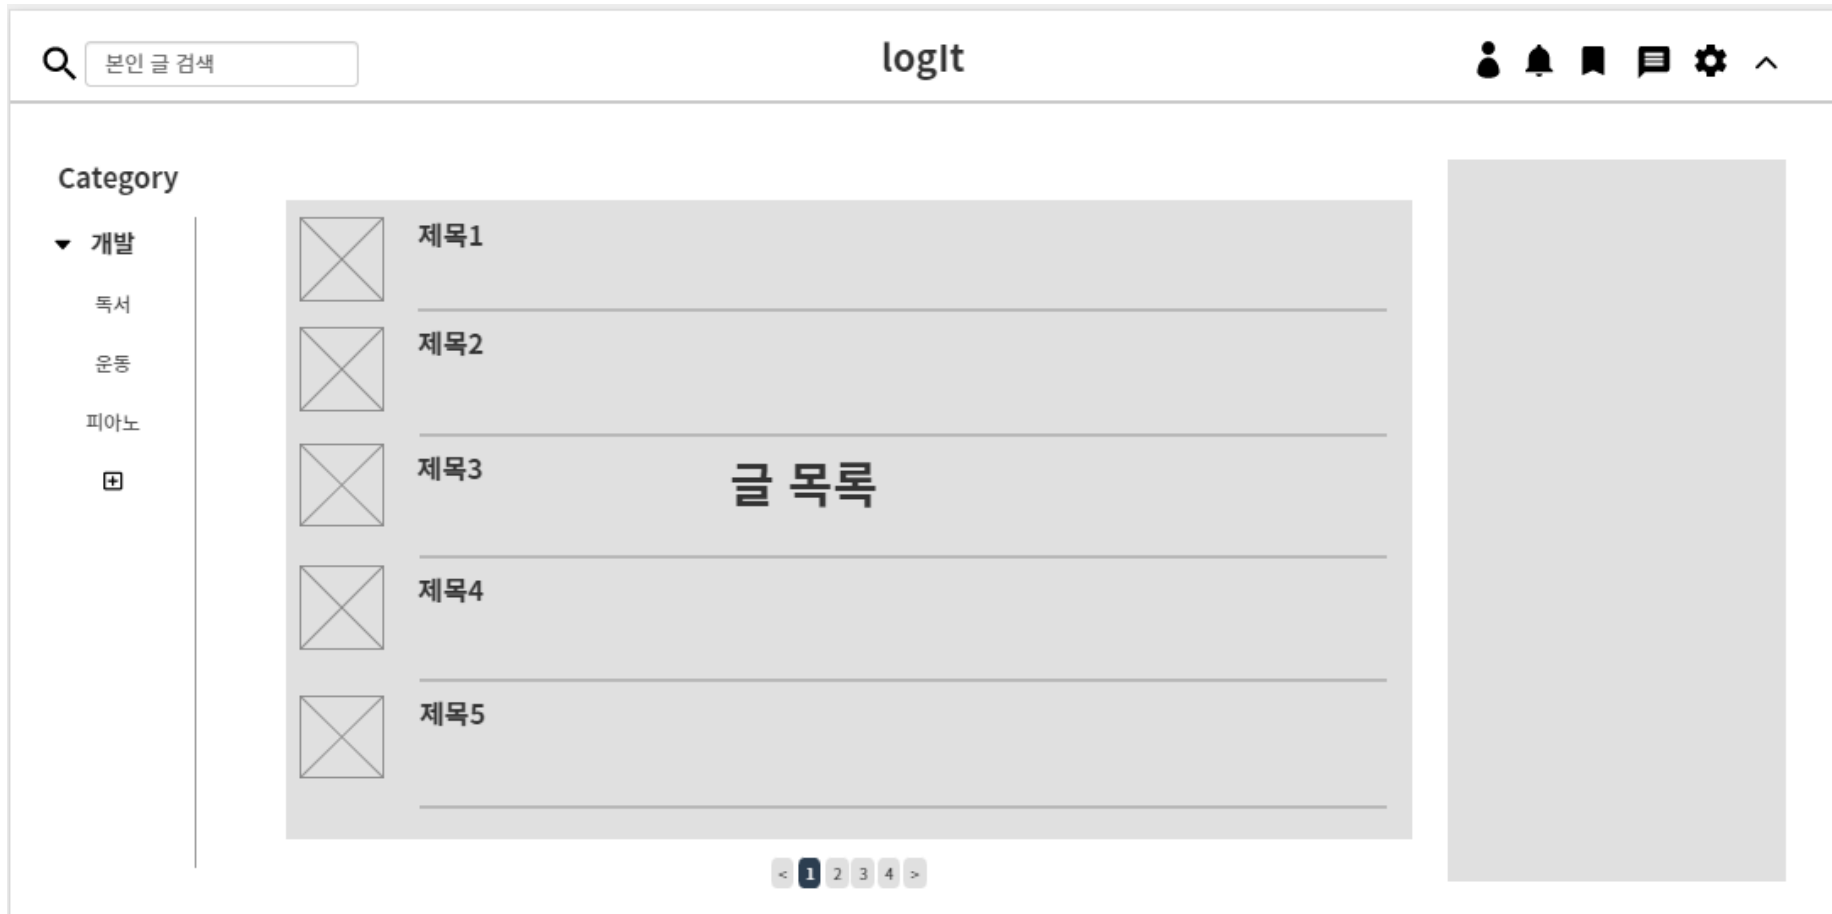 본인 글 검색
logIt
Category
개발
독서
운동
피아노
제목1
제목2
제목3
글 목록
제목4
제목5
< 1 2 3 4 >